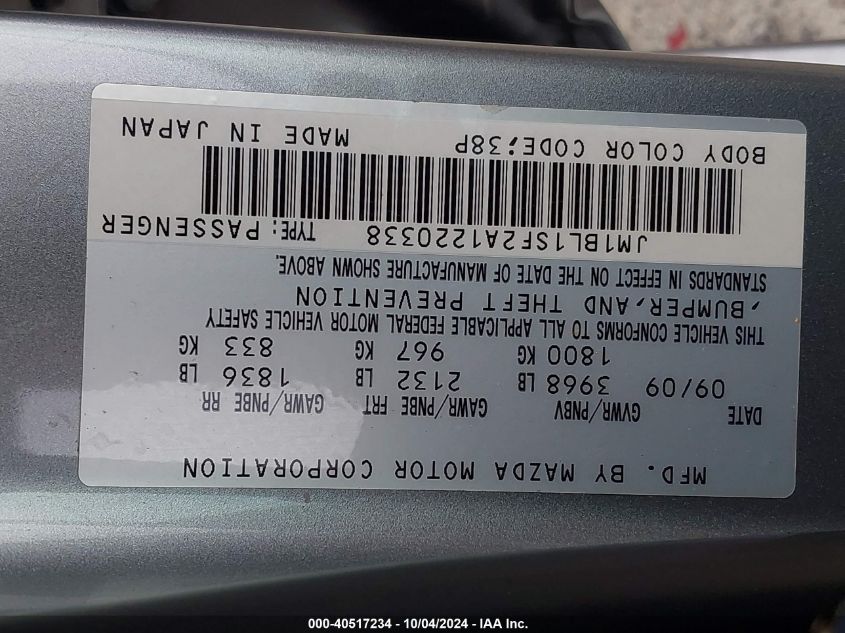 MFD. BY MAZDA MOTOR CORPORATION
DATE GVWR/PNBV GAWR/PNBE FRT GAWR/PNBE RR
09/09 3968 LB 2132 LB 1836 LB
1800 KG 967 KG 833 KG
THIS VEHICLE CONFORMS TO ALL APPLICABLE FEDERAL MOTOR VEHICLE SAFETY
,BUMPER,AND THEFT PREVENTION
STANDARDS IN EFFECT ON THE DATE OF MANUFACTURE SHOWN ABOVE.
JM1BL1SF2A1220338 TYPE:PASSENGER
BODY COLOR CODE;38P MADE IN JAPAN
000-40517234 - 10/04/2024 - IAA Inc.